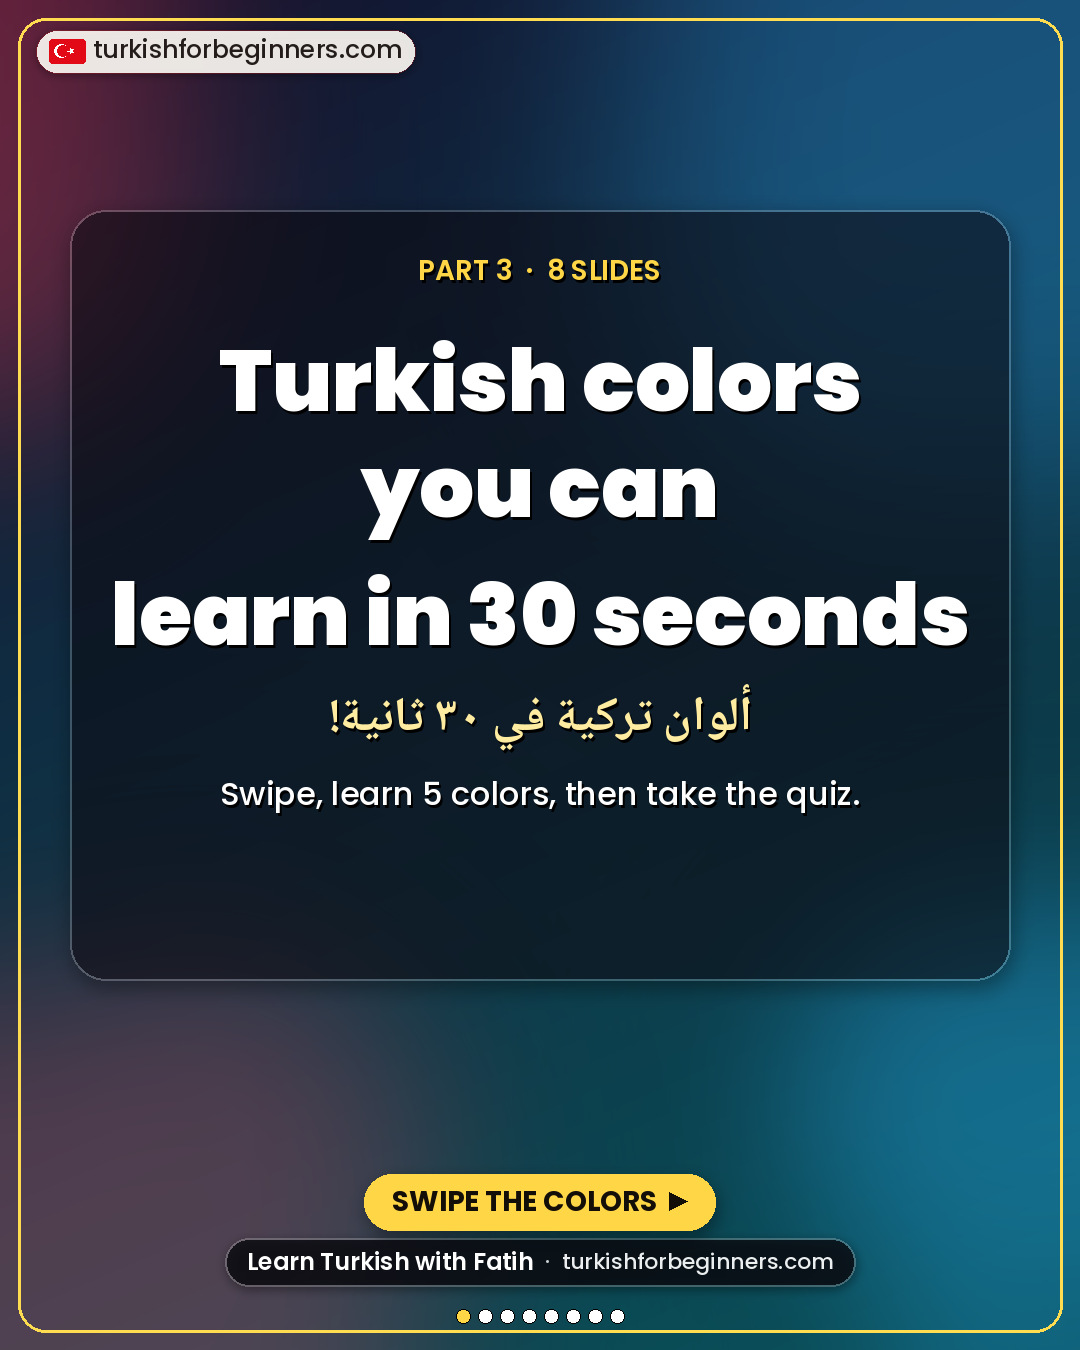 turkishforbeginners.com
PART 3 · 8 SLIDES
Turkish colors
you can
learn in 30 seconds
ألوان تركية في ٣٠ ثانية!
Swipe, learn 5 colors, then take the quiz.
SWIPE THE COLORS ▶
Learn Turkish with Fatih · turkishforbeginners.com